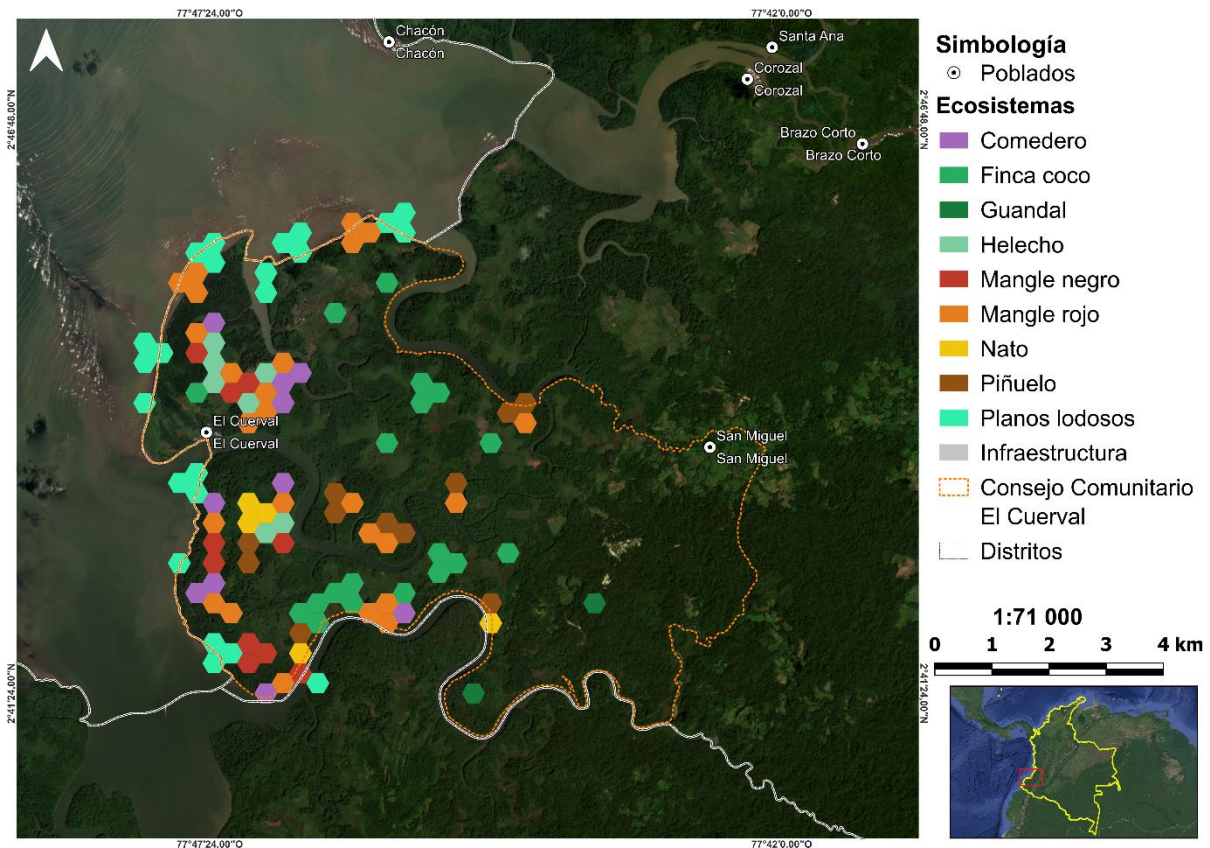 77°47'24,00"O
77°42'0,00"O
Chacón
Chacón
Santa Ana
Corozal
Corozal
Brazo Corto
Brazo Corto
2°46'48,00"N
2°46'48,00"N
El Cuerval
El Cuerval
San Miguel
San Miguel
2°41'24,00"N
2°41'24,00"N
77°47'24,00"O
77°42'0,00"O
Simbología
Poblados
Ecosistemas
Comedero
Finca coco
Guandal
Helecho
Mangle negro
Mangle rojo
Nato
Piñuelo
Planos lodosos
Infraestructura
Consejo Comunitario
El Cuerval
Distritos
1:71 000
0 1 2 3 4 km